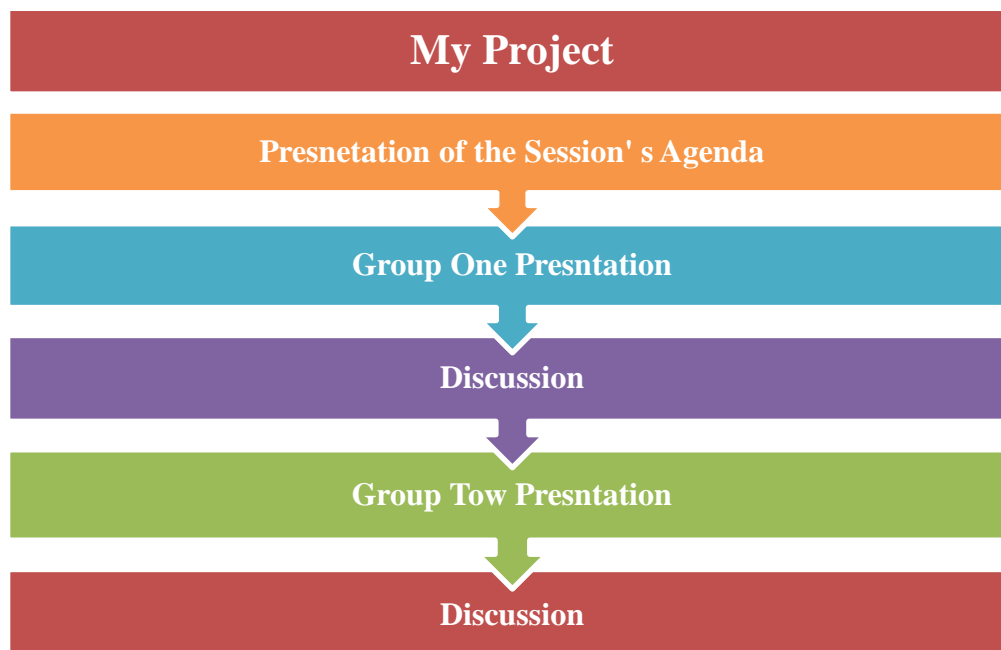 My Project
Presnetation of the Session' s Agenda
Group One Presntation
Discussion
Group Tow Presntation
Discussion